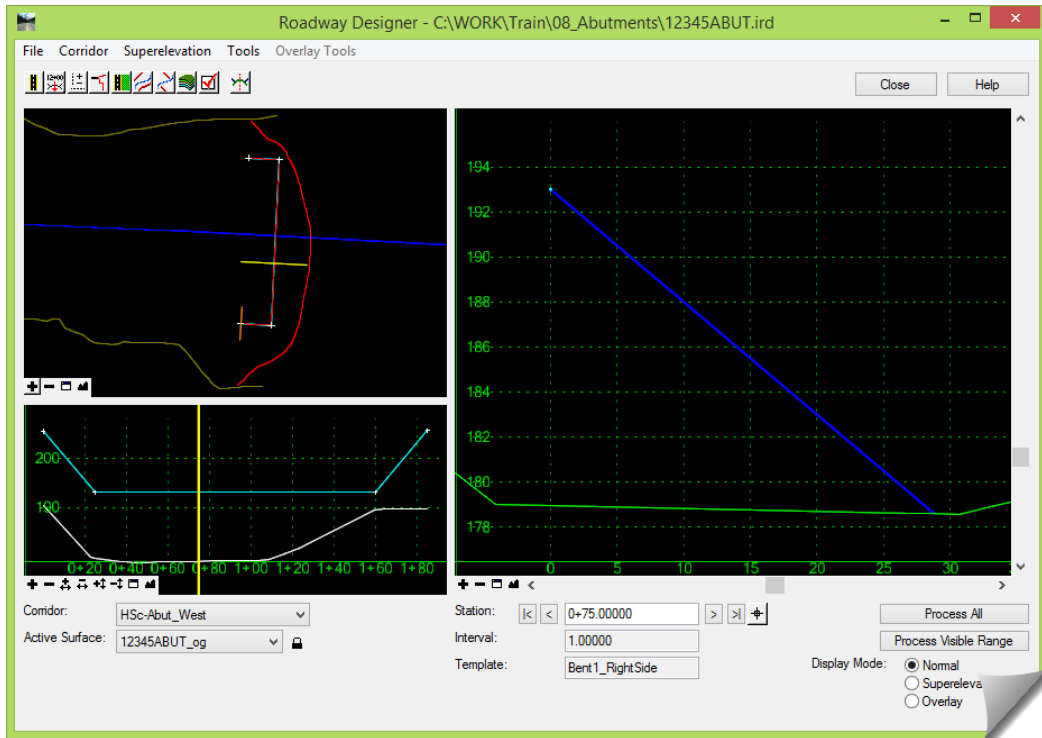 Roadway Designer - C:\WORK\Train\08_Abutments\12345ABUT.ird
File Corridor Superelevation Tools Overlay Tools
Close Help
194
192
190
188
186
184
182
180
178
0 5 10 15 20 25 30
200
190
0+20 0+40 0+60 0+80 1+00 1+20 1+40 1+60 1+80
Corridor: HSc-Abut_West
Active Surface: 12345ABUT_og
Station: |< < 0+75.00000 > >|
Interval: 1.00000
Template: Bent1_RightSide
Process All
Process Visible Range
Display Mode: Normal
Supereleva
Overlay